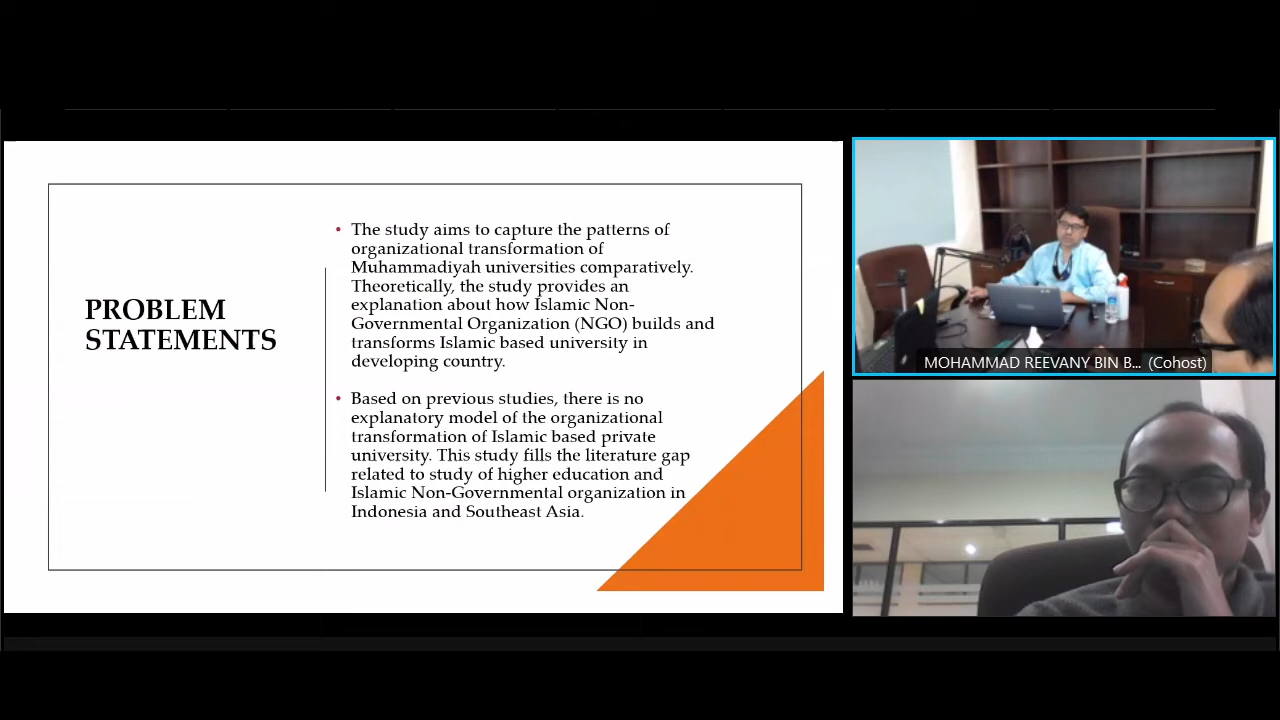 PROBLEM
STATEMENTS
• The study aims to capture the patterns of
organizational transformation of
Muhammadiyah universities comparatively.
Theoretically, the study provides an
explanation about how Islamic Non-
Governmental Organization (NGO) builds and
transforms Islamic based university in
developing country.
• Based on previous studies, there is no
explanatory model of the organizational
transformation of Islamic based private
university. This study fills the literature gap
related to study of higher education and
Islamic Non-Governmental organization in
Indonesia and Southeast Asia.
MOHAMMAD REEVANY BIN B... (Cohost)